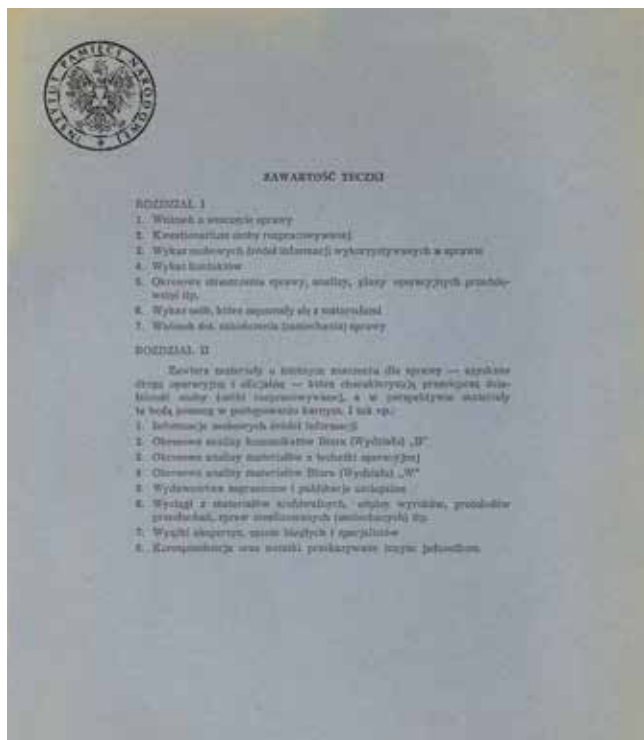 INSTYTUT PAMIĘCI NARODOWEJ
ZAWARTOŚĆ TECZKI
ROZDZIAŁ I
1. Wniosek o wszczęcie sprawy
2. Kwestionariusz osoby rozpracowywanej
3. Wykaz osobowych źródeł informacji wykorzystywanych w sprawie
4. Wykaz kontaktów
5. Okresowe streszczenia sprawy, analizy, plany operacyjnych przedsię-
wzięć itp.
6. Wykaz osób, które zapoznały się z materiałami
7. Wniosek dot. zakończenia (zaniechania) sprawy
ROZDZIAŁ II
Zawiera materiały o istotnym znaczeniu dla sprawy — uzyskane
drogą operacyjną i oficjalną — które charakteryzują przestępczą dzia-
łalność osoby (osób) rozpracowywanej, a w perspektywie materiały
te będą pomocą w postępowaniu karnym. I tak np.:
1. Informacje osobowych źródeł informacji
2. Okresowe analizy komunikatów Biura (Wydziału) „B"
3. Okresowe analizy materiałów z techniki operacyjnej
4. Okresowe analizy materiałów Biura (Wydziału) „W"
5. Wydawnictwa zagraniczne i publikacje
6. Wyciągi z materiałów archiwalnych, odpisy wyroków, protokołów
przesłuchań, spraw zrealizowanych (zaniechanych) itp.
7. Wyniki ekspertyz, opinie biegłych i specjalistów
8. Korespondencja oraz notatki przekazywane innym jednostkom